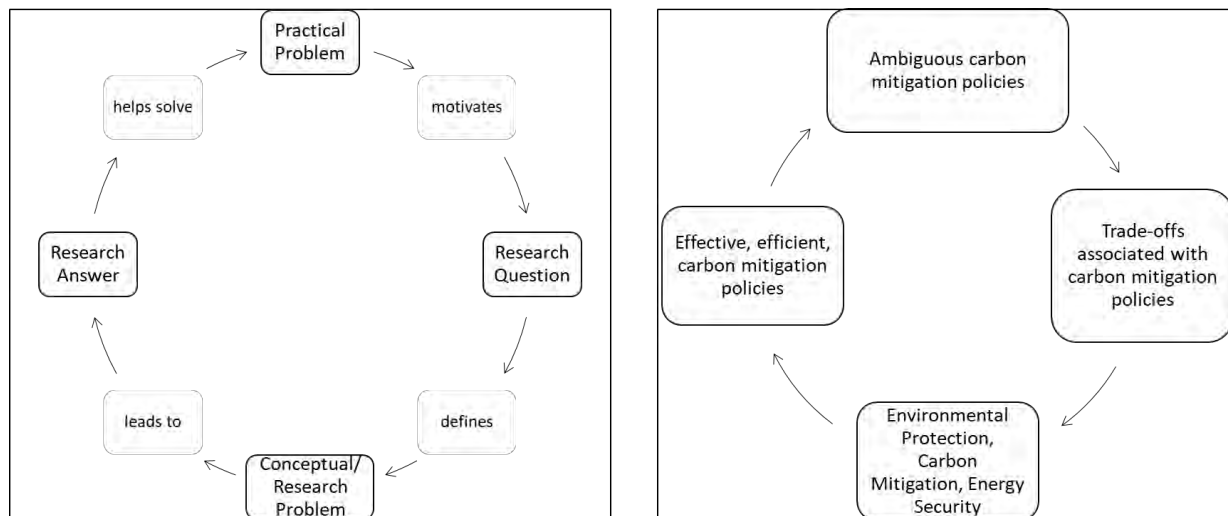 Practical
Problem
motivates
Research
Question
defines
Conceptual/
Research
Problem
leads to
Research
Answer
helps solve
Ambiguous carbon
mitigation policies
Trade-offs
associated with
carbon mitigation
policies
Environmental
Protection,
Carbon
Mitigation, Energy
Security
Effective, efficient,
carbon mitigation
policies